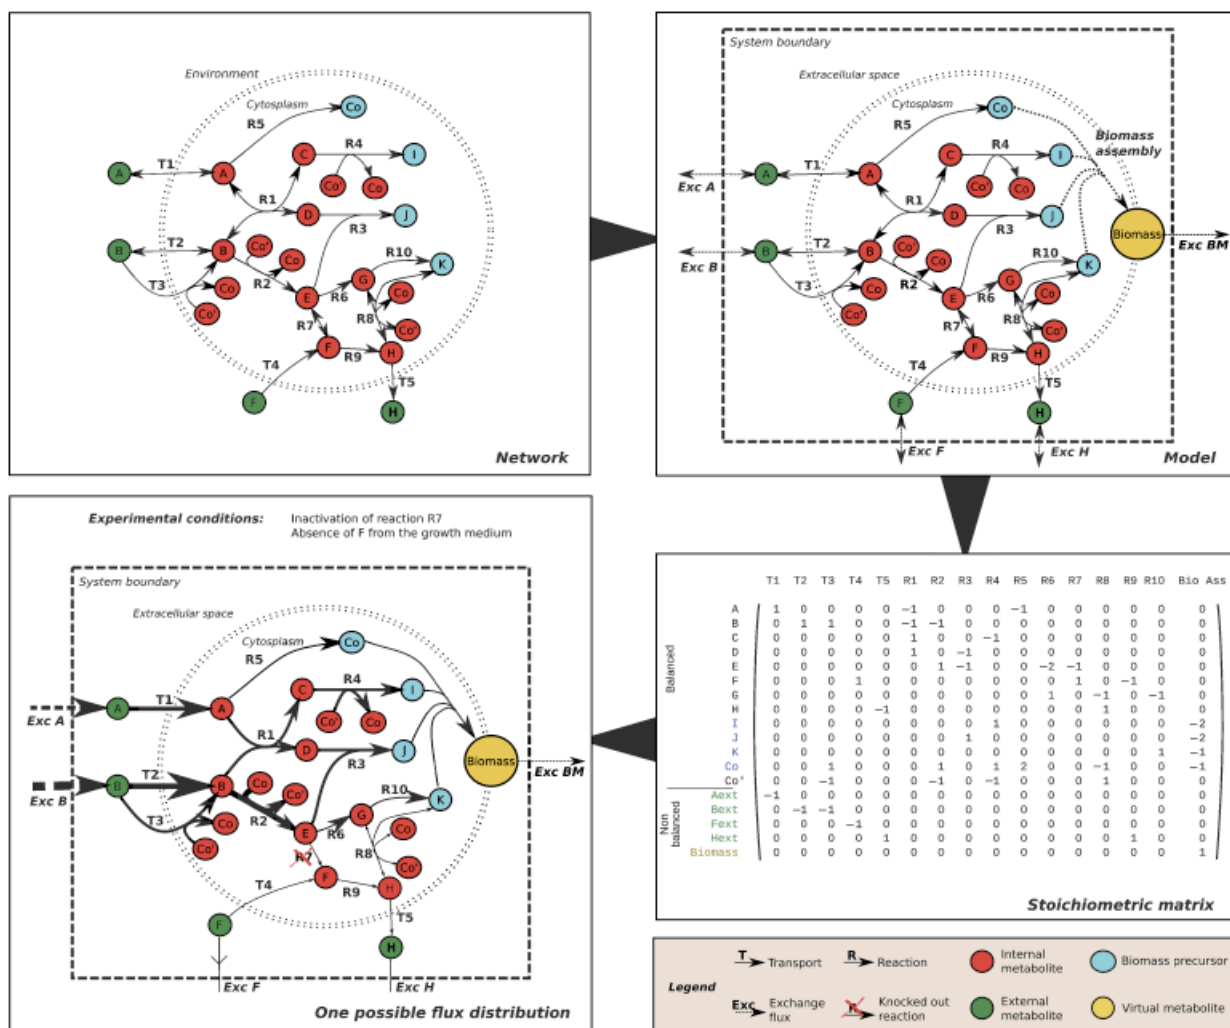 Environment
Cytosplasm
Co
R5
C
R4
I
T1
A
A
Co'
Co
R1
D
J
R3
T2
B
B
Co'
Co
R10
K
T3
Co
R2
G
R6
Co
E
Co'
R7
R8
Co'
F
R9
H
T4
T5
F
H
Network
System boundary
Extracellular space
Cytosplasm
Co
R5
Biomass
assembly
C
R4
I
T1
A
A
Exc A
Co'
Co
R1
D
J
R3
Biomass
Exc BM
T2
B
B
Exc B
Co'
Co
R10
K
T3
Co
R2
G
R6
Co
E
Co'
R7
R8
Co'
F
R9
H
T4
T5
F
H
Exc F
Exc H
Model
Experimental conditions: Inactivation of reaction R7
Absence of F from the growth medium
System boundary
Extracellular space
Cytosplasm
Co
R5
C
R4
I
T1
A
A
Exc A
Co'
Co
R1
D
J
R3
Biomass
Exc BM
T2
B
B
Exc B
Co
Co'
R10
K
T3
Co
R2
G
R6
E
Co
Co'
R7
R8
Co'
F
R9
H
T4
T5
F
H
Exc F
Exc H
One possible flux distribution
T1 T2 T3 T4 T5 R1 R2 R3 R4 R5 R6 R7 R8 R9 R10 Bio Ass
Balanced
A 1 0 0 0 0 −1 0 0 0 −1 0 0 0 0 0 0
B 0 1 1 0 0 −1 −1 0 0 0 0 0 0 0 0 0
C 0 0 0 0 0 1 0 0 −1 0 0 0 0 0 0 0
D 0 0 0 0 0 1 0 −1 0 0 0 0 0 0 0 0
E 0 0 0 0 0 0 1 −1 0 0 −2 −1 0 0 0 0
F 0 0 0 1 0 0 0 0 0 0 0 1 0 −1 0 0
G 0 0 0 0 0 0 0 0 0 0 1 0 −1 0 −1 0
H 0 0 0 0 −1 0 0 0 0 0 0 0 1 0 0 0
I 0 0 0 0 0 0 0 0 1 0 0 0 0 0 0 −2
J 0 0 0 0 0 0 0 1 0 0 0 0 0 0 0 −2
K 0 0 0 0 0 0 0 0 0 0 0 0 0 0 1 −1
Co 0 0 1 0 0 0 1 0 1 2 0 0 −1 0 0 −1
Co' 0 0 −1 0 0 0 −1 0 −1 0 0 0 1 0 0 0
Non
balanced
Aext −1 0 0 0 0 0 0 0 0 0 0 0 0 0 0 0
Bext 0 −1 −1 0 0 0 0 0 0 0 0 0 0 0 0 0
Fext 0 0 0 −1 0 0 0 0 0 0 0 0 0 0 0 0
Hext 0 0 0 0 1 0 0 0 0 0 0 0 0 1 0 0
Biomass 0 0 0 0 0 0 0 0 0 0 0 0 0 0 0 1
Stoichiometric matrix
Legend
T Transport
R Reaction
Internal
metabolite
Biomass precursor
Exc Exchange
flux
R Knocked out
reaction
External
metabolite
Virtual metabolite